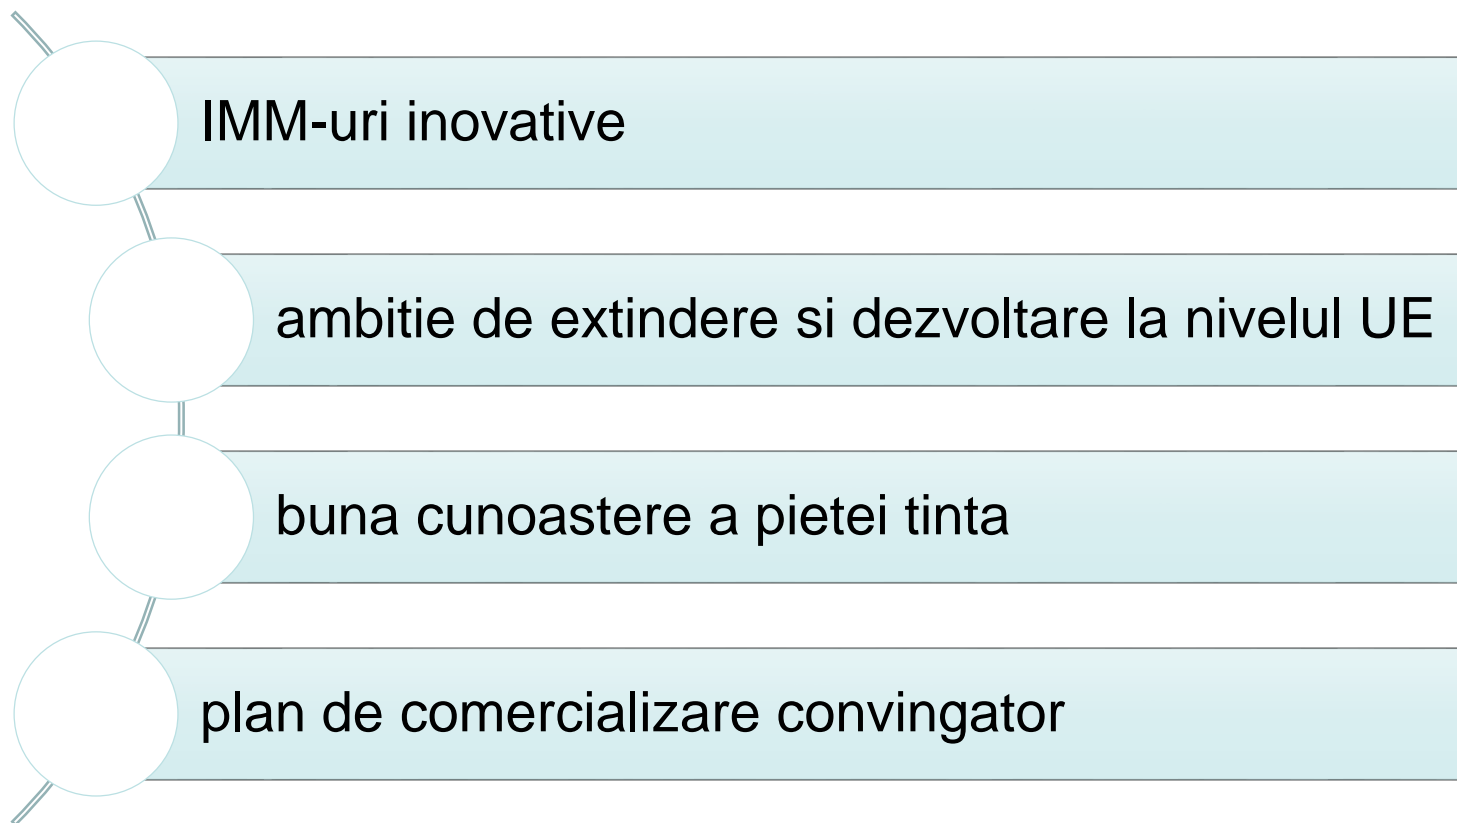 IMM-uri inovative
ambitie de extindere si dezvoltare la nivelul UE
buna cunoastere a pietei tinta
plan de comercializare convingator